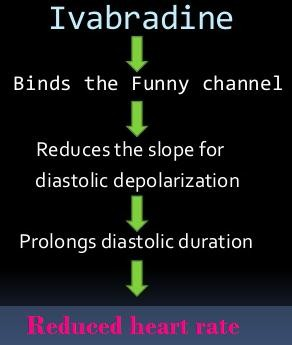 Ivabradine
Binds the Funny channel
Reduces the slope for
diastolic depolarization
Prolongs diastolic duration
Reduced heart rate